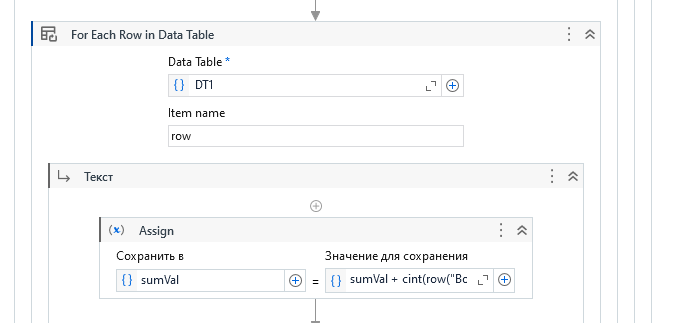 For Each Row in Data Table
Data Table *
DT1
Item name
row
Текст
Assign
Сохранить в
Значение для сохранения
sumVal
=
sumVal + cint(row("Вс